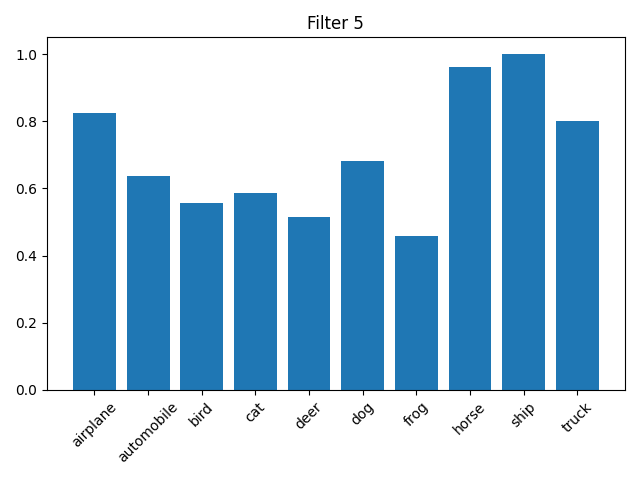 Filter 5
1.0
0.8
0.6
0.4
0.2
0.0
airplane
automobile
bird
cat
deer
dog
frog
horse
ship
truck